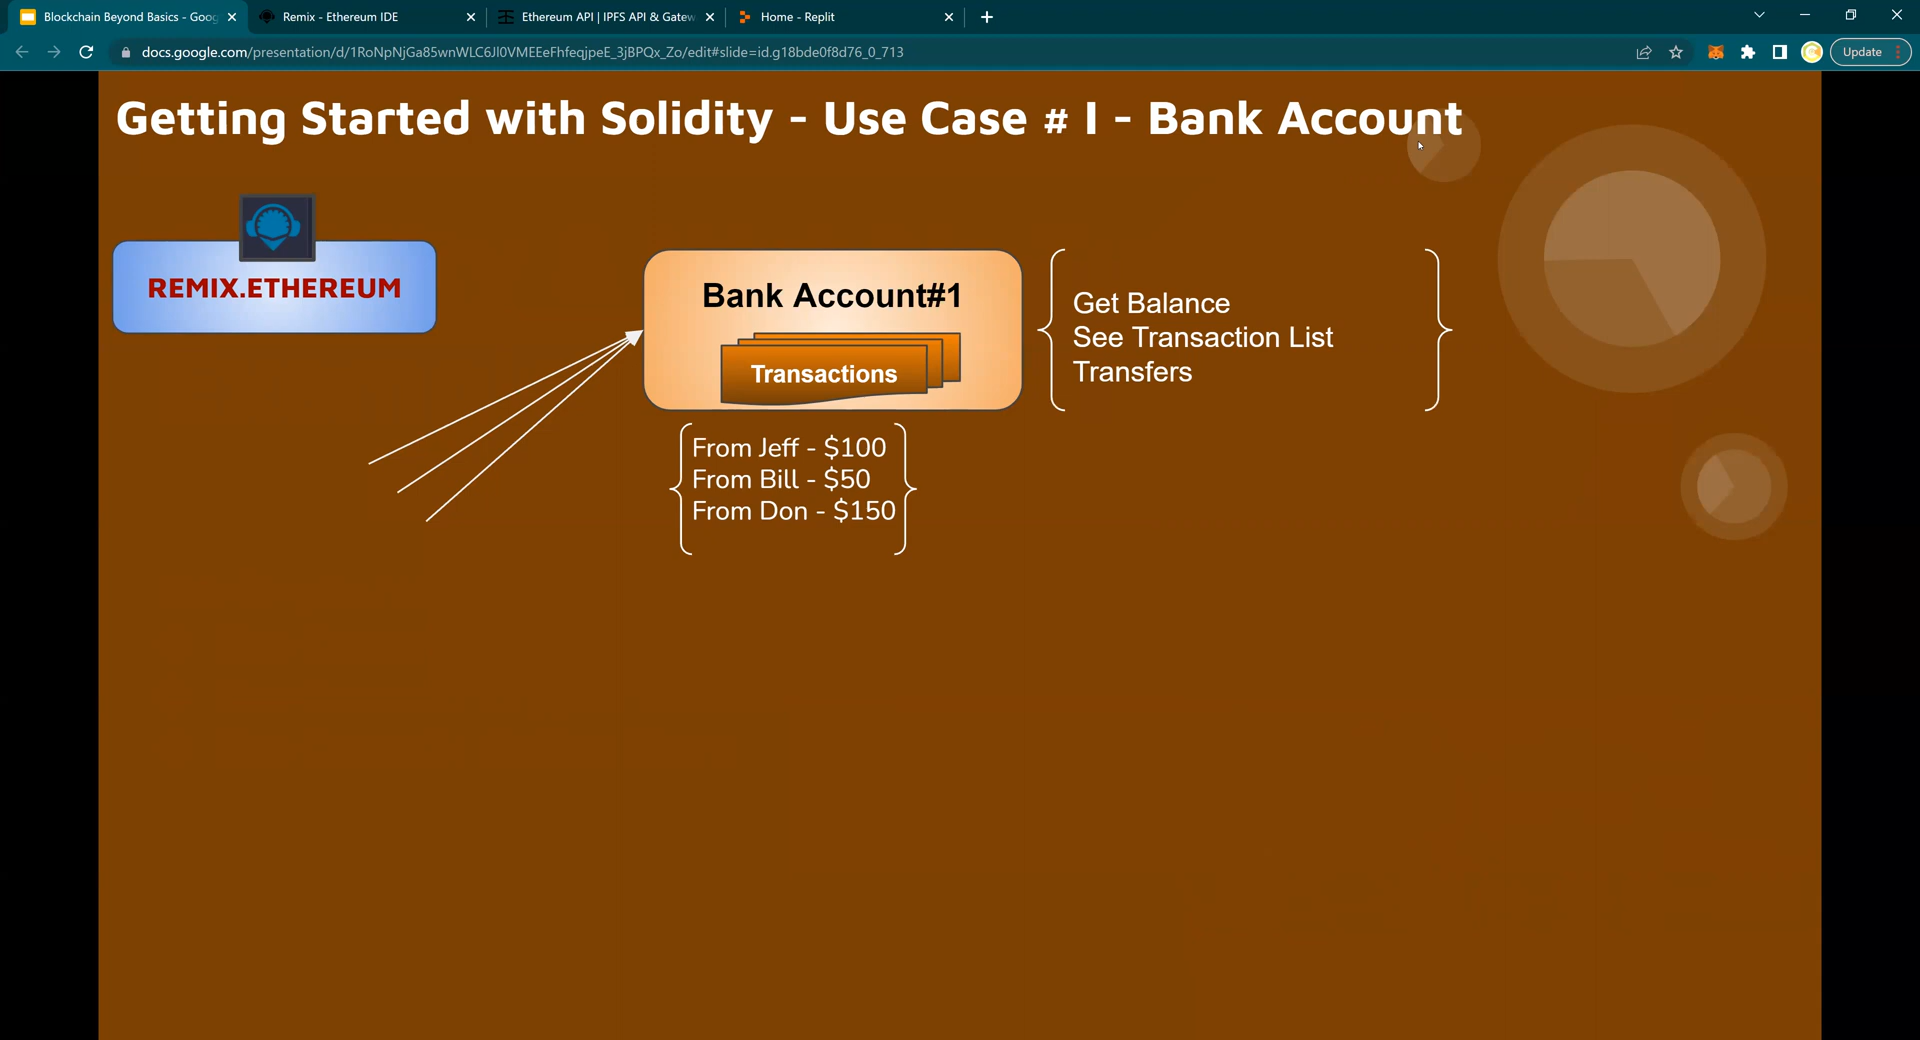 Blockchain Beyond Basics - Goog
Remix - Ethereum IDE
Ethereum API | IPFS API & Gatew
Home - Replit
docs.google.com/presentation/d/1RoNpNjGa85wnWLC6Jl0VMEEeFhfeqjpeE_3jBPQx_Zo/edit#slide=id.g18bde0f8d76_0_713
Update
Getting Started with Solidity - Use Case # I - Bank Account
REMIX.ETHEREUM
Bank Account#1
Transactions
Get Balance
See Transaction List
Transfers
From Jeff - $100
From Bill - $50
From Don - $150